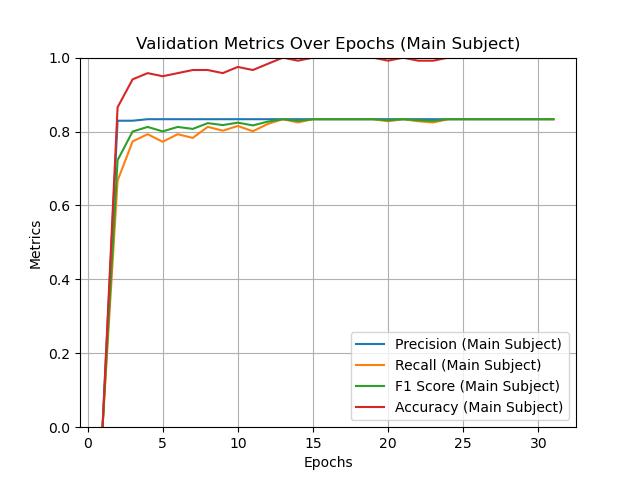 Validation Metrics Over Epochs (Main Subject)
1.0
0.8
0.6
0.4
0.2
0.0
Metrics
Precision (Main Subject)
Recall (Main Subject)
F1 Score (Main Subject)
Accuracy (Main Subject)
0 5 10 15 20 25 30
Epochs